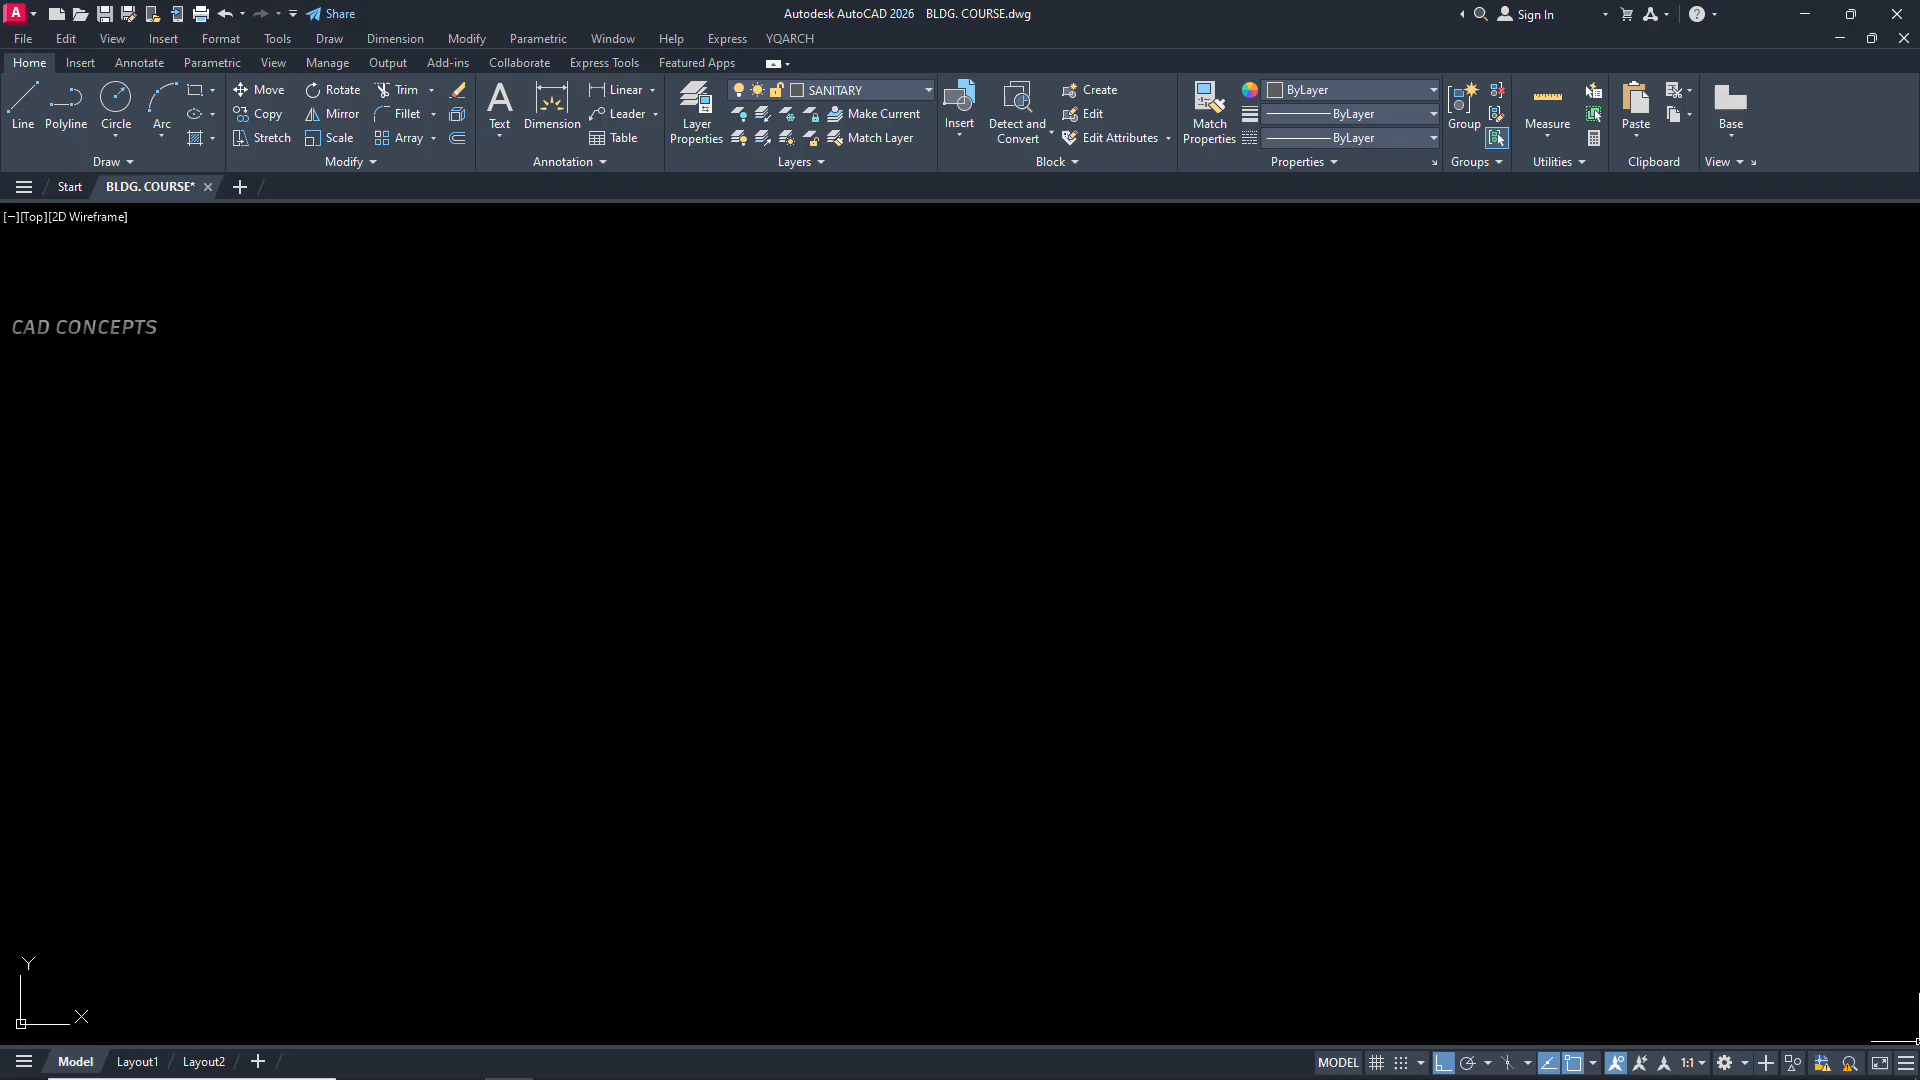 A Share Autodesk AutoCAD 2026 BLDG. COURSE.dwg Sign In ?
File Edit View Insert Format Tools Draw Dimension Modify Parametric Window Help Express YQARCH
Home Insert Annotate Parametric View Manage Output Add-ins Collaborate Express Tools Featured Apps
Line Polyline Circle Arc
Move Rotate Trim
Copy Mirror Fillet
Stretch Scale Array
A Text Dimension
Linear
Leader
Table
Layer Properties
SANITARY
Make Current
Match Layer
Insert
Detect and Convert
Create
Edit
Edit Attributes
Match Properties
ByLayer
ByLayer
ByLayer
Group
Measure
Paste
Base
Draw Modify Annotation Layers Block Properties Groups Utilities Clipboard View
Start BLDG. COURSE*
[−][Top][2D Wireframe]
CAD CONCEPTS
Y
X
Model Layout1 Layout2 MODEL 1:1